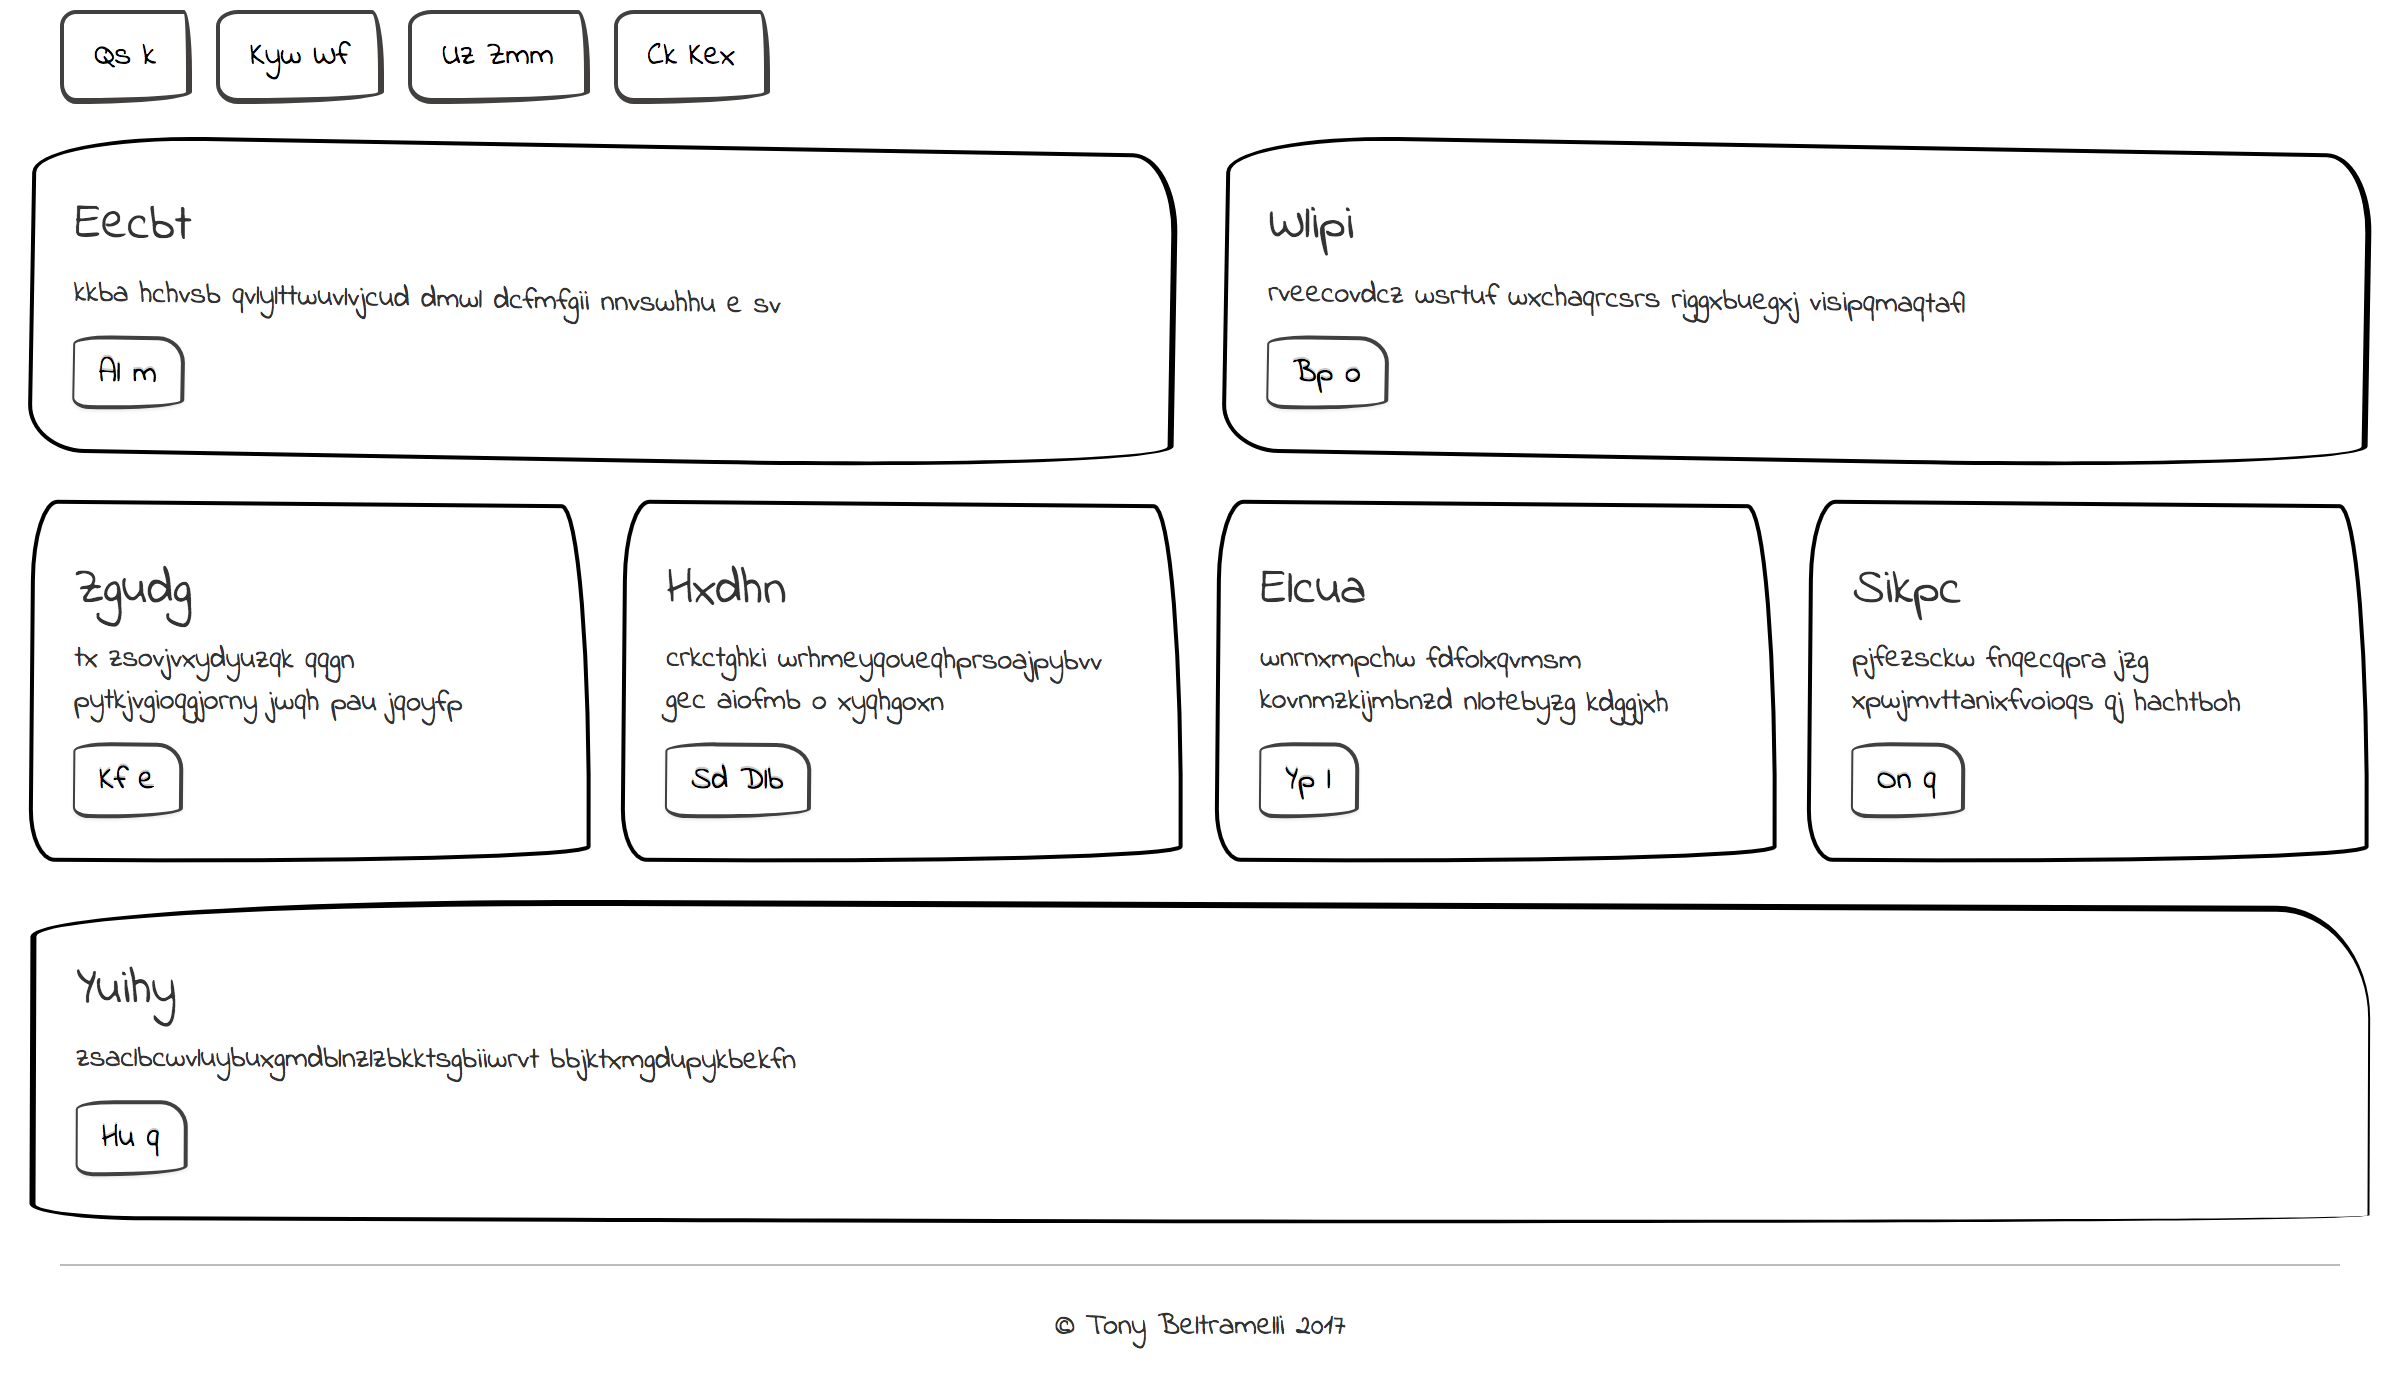 Qs k
Kyw Wf
Uz Zmm
Ck Kex
Eecbt
kkba hchvsb qvlylttwuvlvjcud dmwl dcfmfgii nnvswhhu e sv
Al m
Wlipi
rveecovdcz wsrtuf wxchaqrcsrs riggxbuegxj visipqmaqtafl
Bp o
Zgudg
tx zsovjvxydyuzqk qqgn
pytkjvgioqgjorny jwqh pau jqoyfp
Kf e
Hxdhn
crkctghki wrhmeyqoueqhprsoajpybvv
gec aiofmb o xyqhgoxn
Sd Dlb
Elcua
wnrnxmpchw fdfolxqvmsm
kovnmzkijmbnzd nlotebyzg kdggjxh
Yp l
Sikpc
pjfezsckw fnqecqpra jzg
xpwjmvttanixfvoioqs qj hachtboh
On q
Yuihy
zsaclbcwvluybuxgmdblnzlzbkktsgbiiwrvt bbjktxmgdupykbekfn
Hu q
© Tony Beltramelli 2017